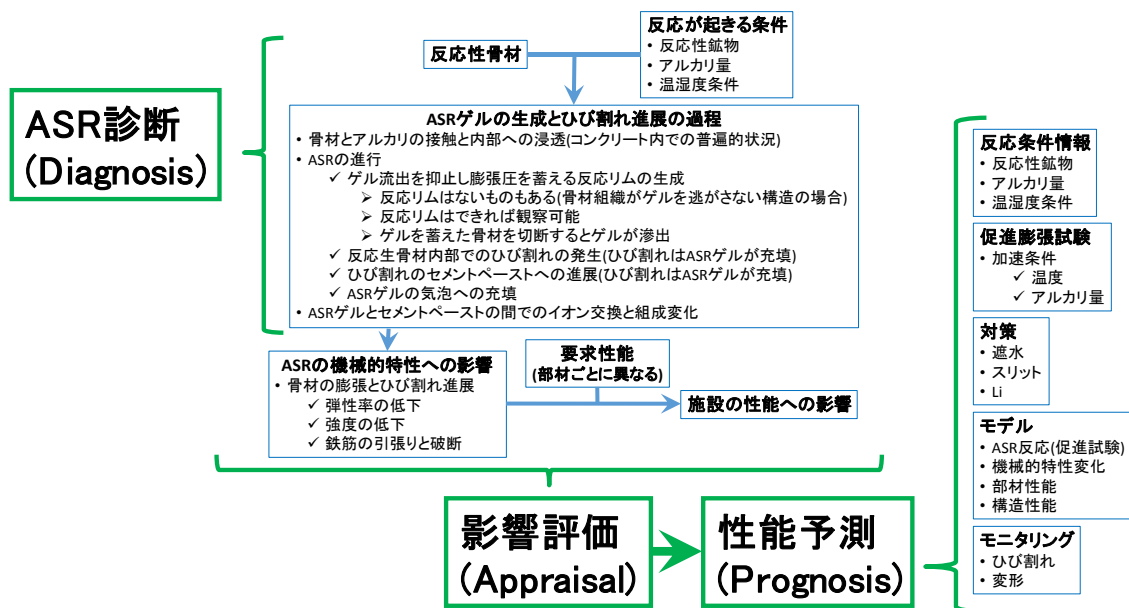 ASR診断
(Diagnosis)
反応性骨材
反応が起きる条件
• 反応性鉱物
• アルカリ量
• 温湿度条件
ASRゲルの生成とひび割れ進展の過程
• 骨材とアルカリの接触と内部への浸透(コンクリート内での普遍的状況)
• ASRの進行
✓ ゲル流出を抑止し膨張圧を蓄える反応リムの生成
➢ 反応リムはないものもある(骨材組織がゲルを逃がさない構造の場合)
➢ 反応リムはできれば観察可能
➢ ゲルを蓄えた骨材を切断するとゲルが滲出
✓ 反応生骨材内部でのひび割れの発生(ひび割れはASRゲルが充填)
✓ ひび割れのセメントペーストへの進展(ひび割れはASRゲルが充填)
✓ ASRゲルの気泡への充填
• ASRゲルとセメントペーストの間でのイオン交換と組成変化
ASRの機械的特性への影響
• 骨材の膨張とひび割れ進展
✓ 弾性率の低下
✓ 強度の低下
✓ 鉄筋の引張りと破断
要求性能
(部材ごとに異なる)
施設の性能への影響
影響評価
(Appraisal)
性能予測
(Prognosis)
反応条件情報
• 反応性鉱物
• アルカリ量
• 温湿度条件
促進膨張試験
• 加速条件
✓ 温度
✓ アルカリ量
対策
• 遮水
• スリット
• Li
モデル
• ASR反応(促進試験)
• 機械的特性変化
• 部材性能
• 構造性能
モニタリング
• ひび割れ
• 変形